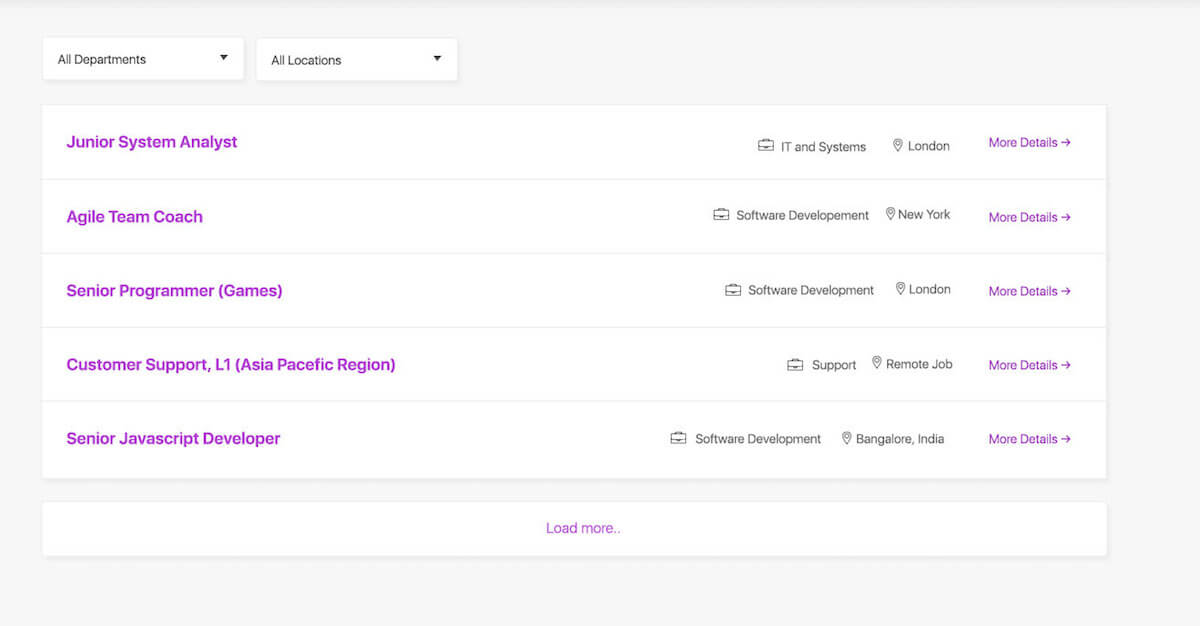 All Departments All Locations
Junior System Analyst IT and Systems London More Details →
Agile Team Coach Software Developement New York More Details →
Senior Programmer (Games) Software Development London More Details →
Customer Support, L1 (Asia Pacefic Region) Support Remote Job More Details →
Senior Javascript Developer Software Development Bangalore, India More Details →
Load more..